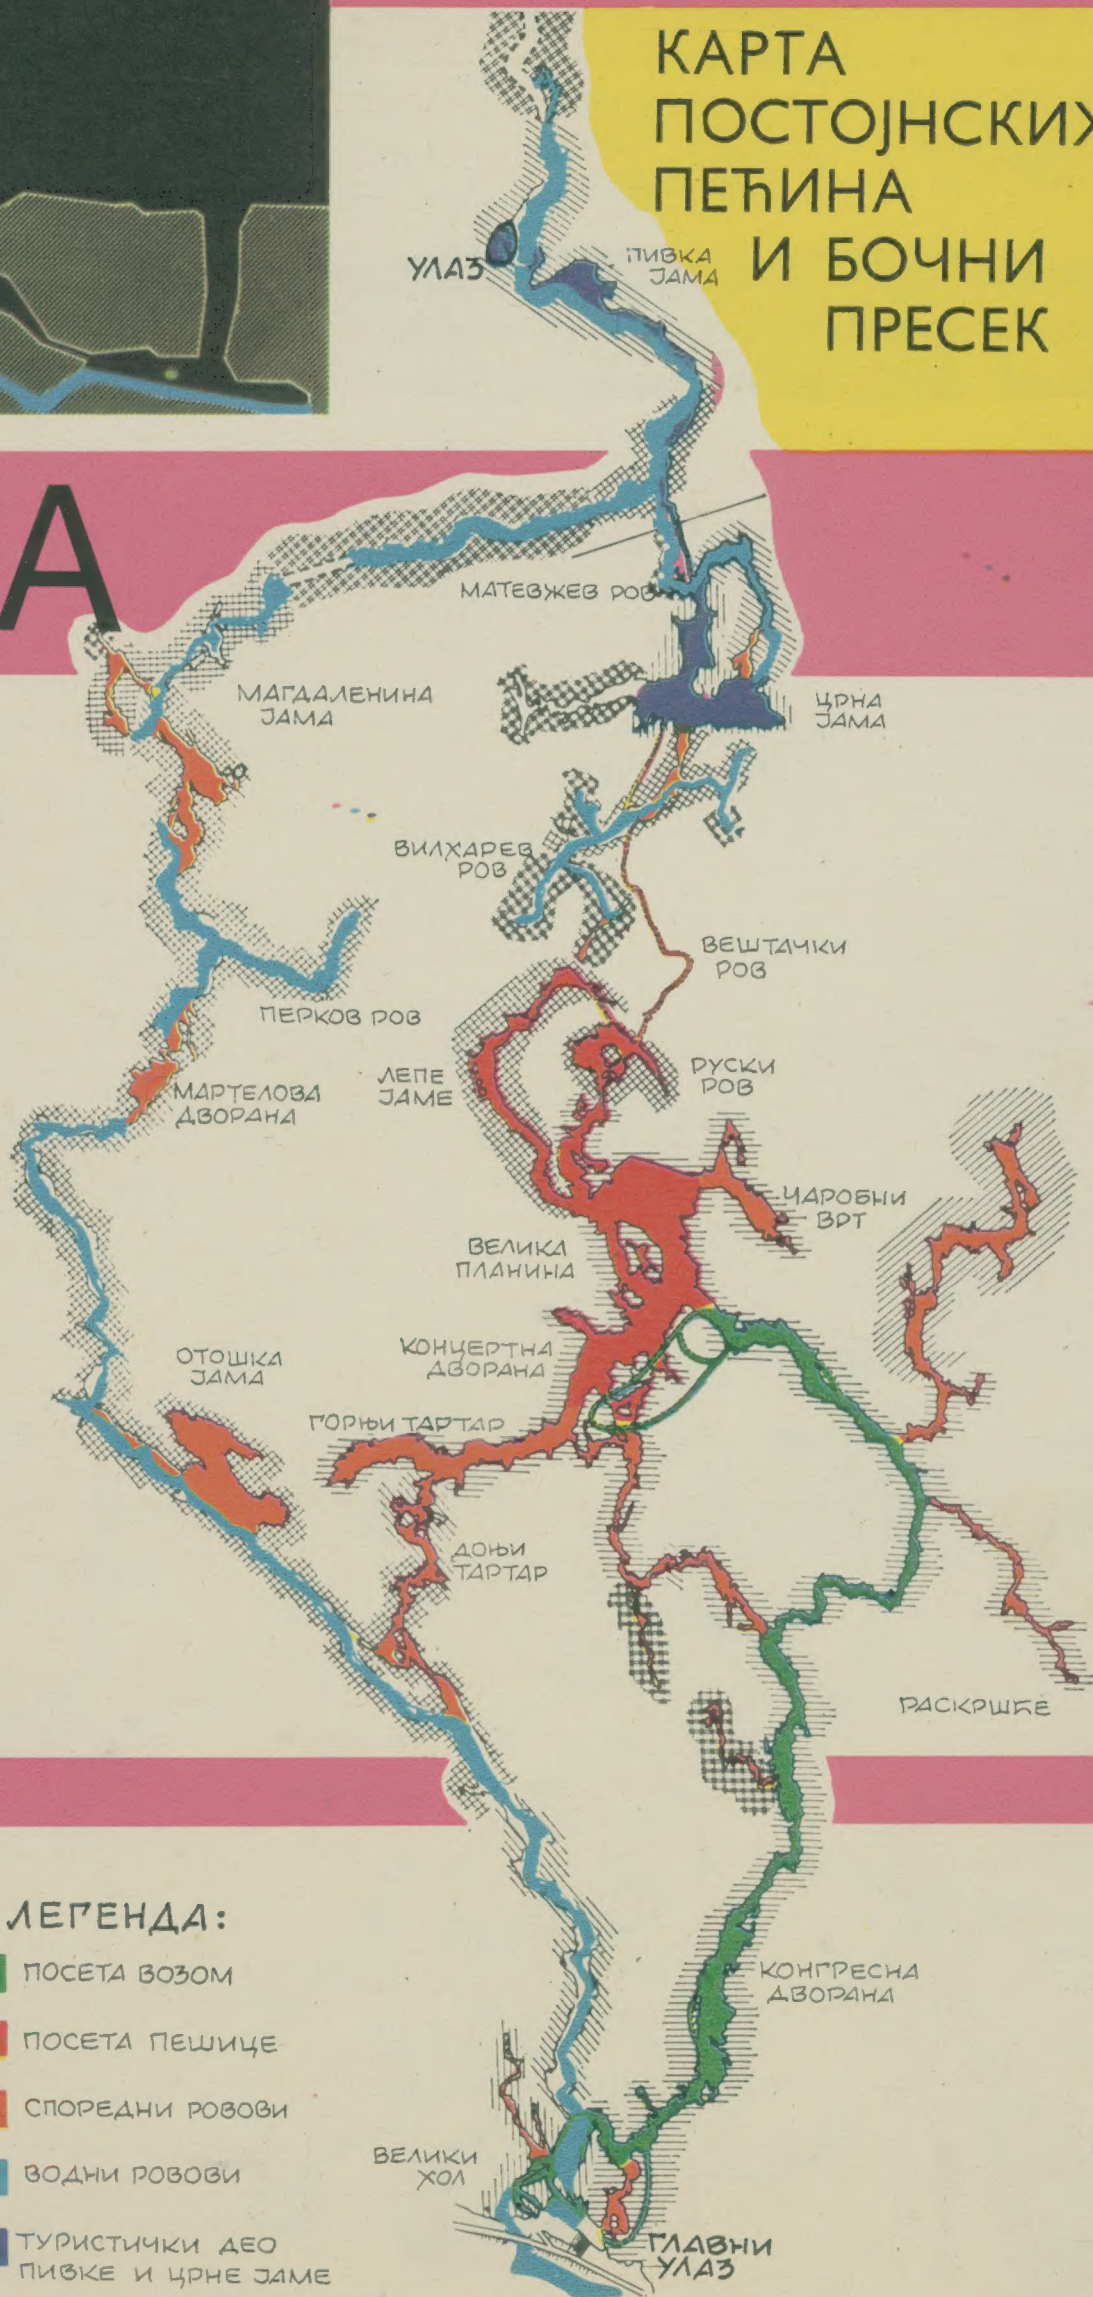 КАРТА
ПОСТОЈНСКИХ
ПЕЋИНА
И БОЧНИ
ПРЕСЕК
УЛАЗ
ПИВКА
ЈАМА
А
МАТЕВЖЕВ РОВ
МАГДАЛЕНИНА
ЈАМА
ЦРНА
ЈАМА
ВИЛХАРЕВ
РОВ
ВЕШТАЧКИ
РОВ
ПЕРКОВ РОВ
ЛЕПЕ
ЈАМЕ
РУСКИ
РОВ
МАРТЕЛОВА
ДВОРАНА
ЧАРОБНИ
ВРТ
ВЕЛИКА
ПЛАНИНА
КОНЦЕРТНА
ДВОРАНА
ОТОШКА
ЈАМА
ГОРЊИ ТАРТАР
ДОЊИ
ТАРТАР
РАСКРШЋЕ
КОНГРЕСНА
ДВОРАНА
ВЕЛИКИ
ХОЛ
ГЛАВНИ
УЛАЗ
ЛЕГЕНДА:
ПОСЕТА ВОЗОМ
ПОСЕТА ПЕШИЦЕ
СПОРЕДНИ РОВОВИ
ВОДНИ РОВОВИ
ТУРИСТИЧКИ ДЕО
ПИВКЕ И ЦРНЕ ЈАМЕ